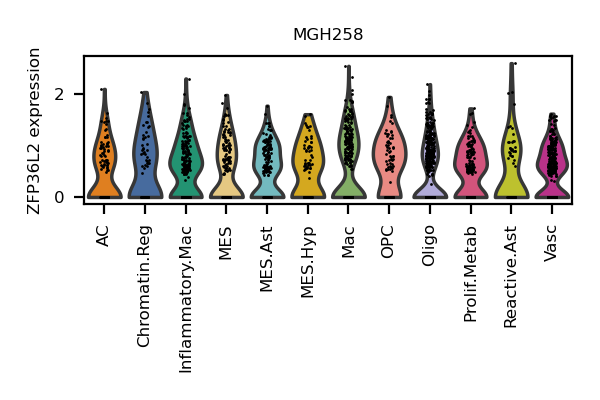 MGH258
ZFP36L2 expression
2
0
AC
Chromatin.Reg
Inflammatory.Mac
MES
MES.Ast
MES.Hyp
Mac
OPC
Oligo
Prolif.Metab
Reactive.Ast
Vasc